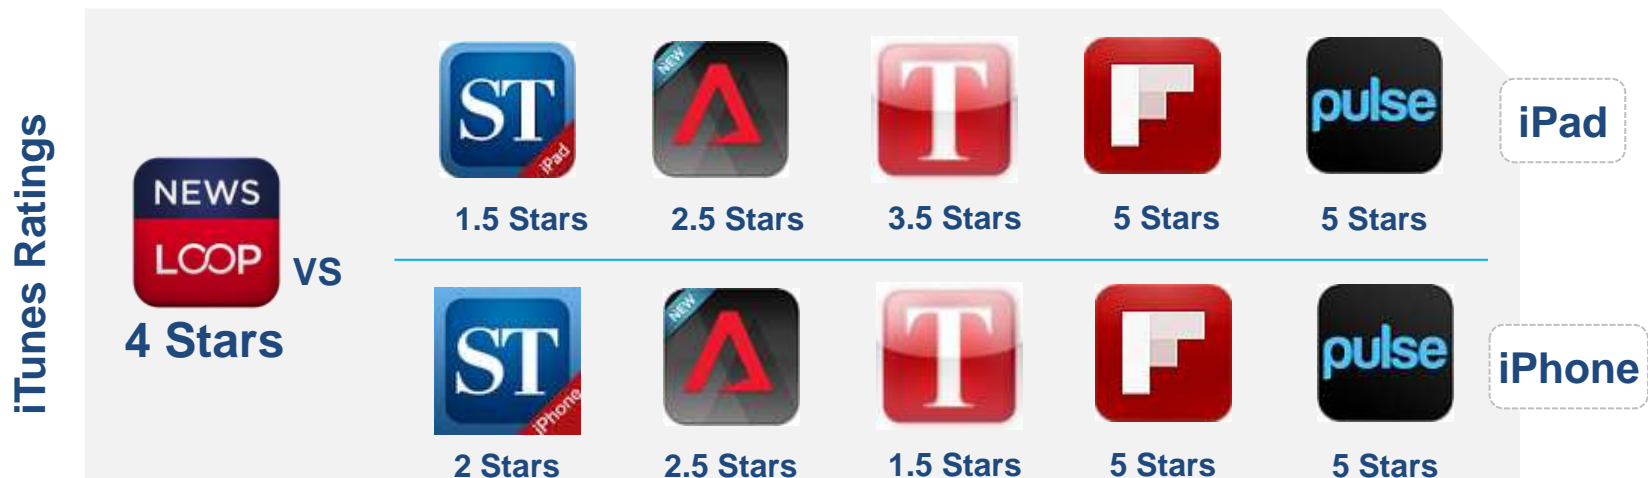 iTunes Ratings
NEWS
LOOP
4 Stars
VS
ST
iPad
NEW
T
pulse
iPad
1.5 Stars
2.5 Stars
3.5 Stars
5 Stars
5 Stars
ST
iPhone
NEW
T
pulse
iPhone
2 Stars
2.5 Stars
1.5 Stars
5 Stars
5 Stars